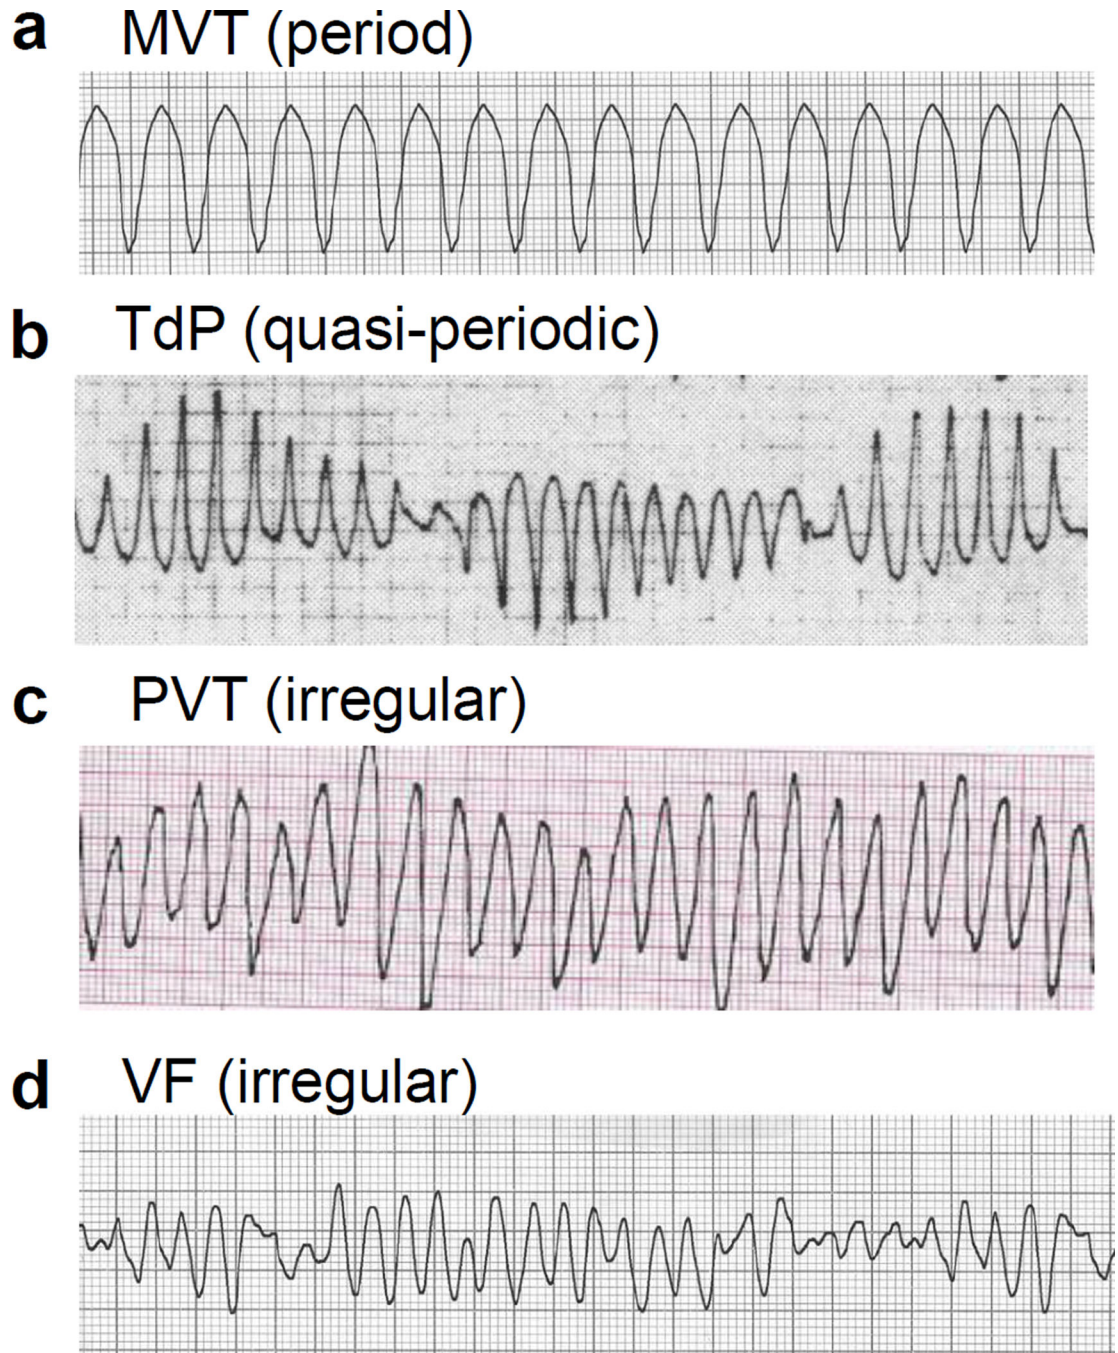 a MVT (period)
b TdP (quasi-periodic)
c PVT (irregular)
d VF (irregular)